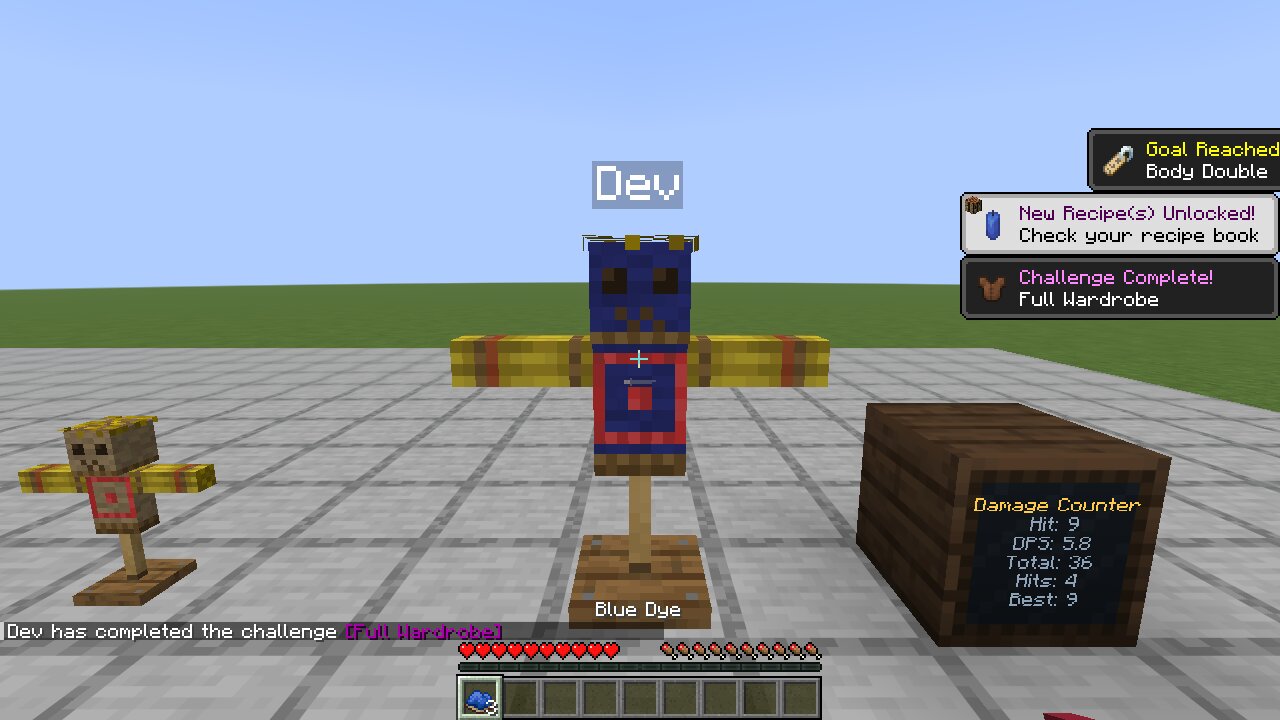 Goal Reached
Body Double
Dev
New Recipe(s) Unlocked!
Check your recipe book
Challenge Complete!
Full Wardrobe
Damage Counter
Hit: 9
DPS: 5.8
Total: 36
Hits: 4
Best: 9
Blue Dye
Dev has completed the challenge [Full Wardrobe]